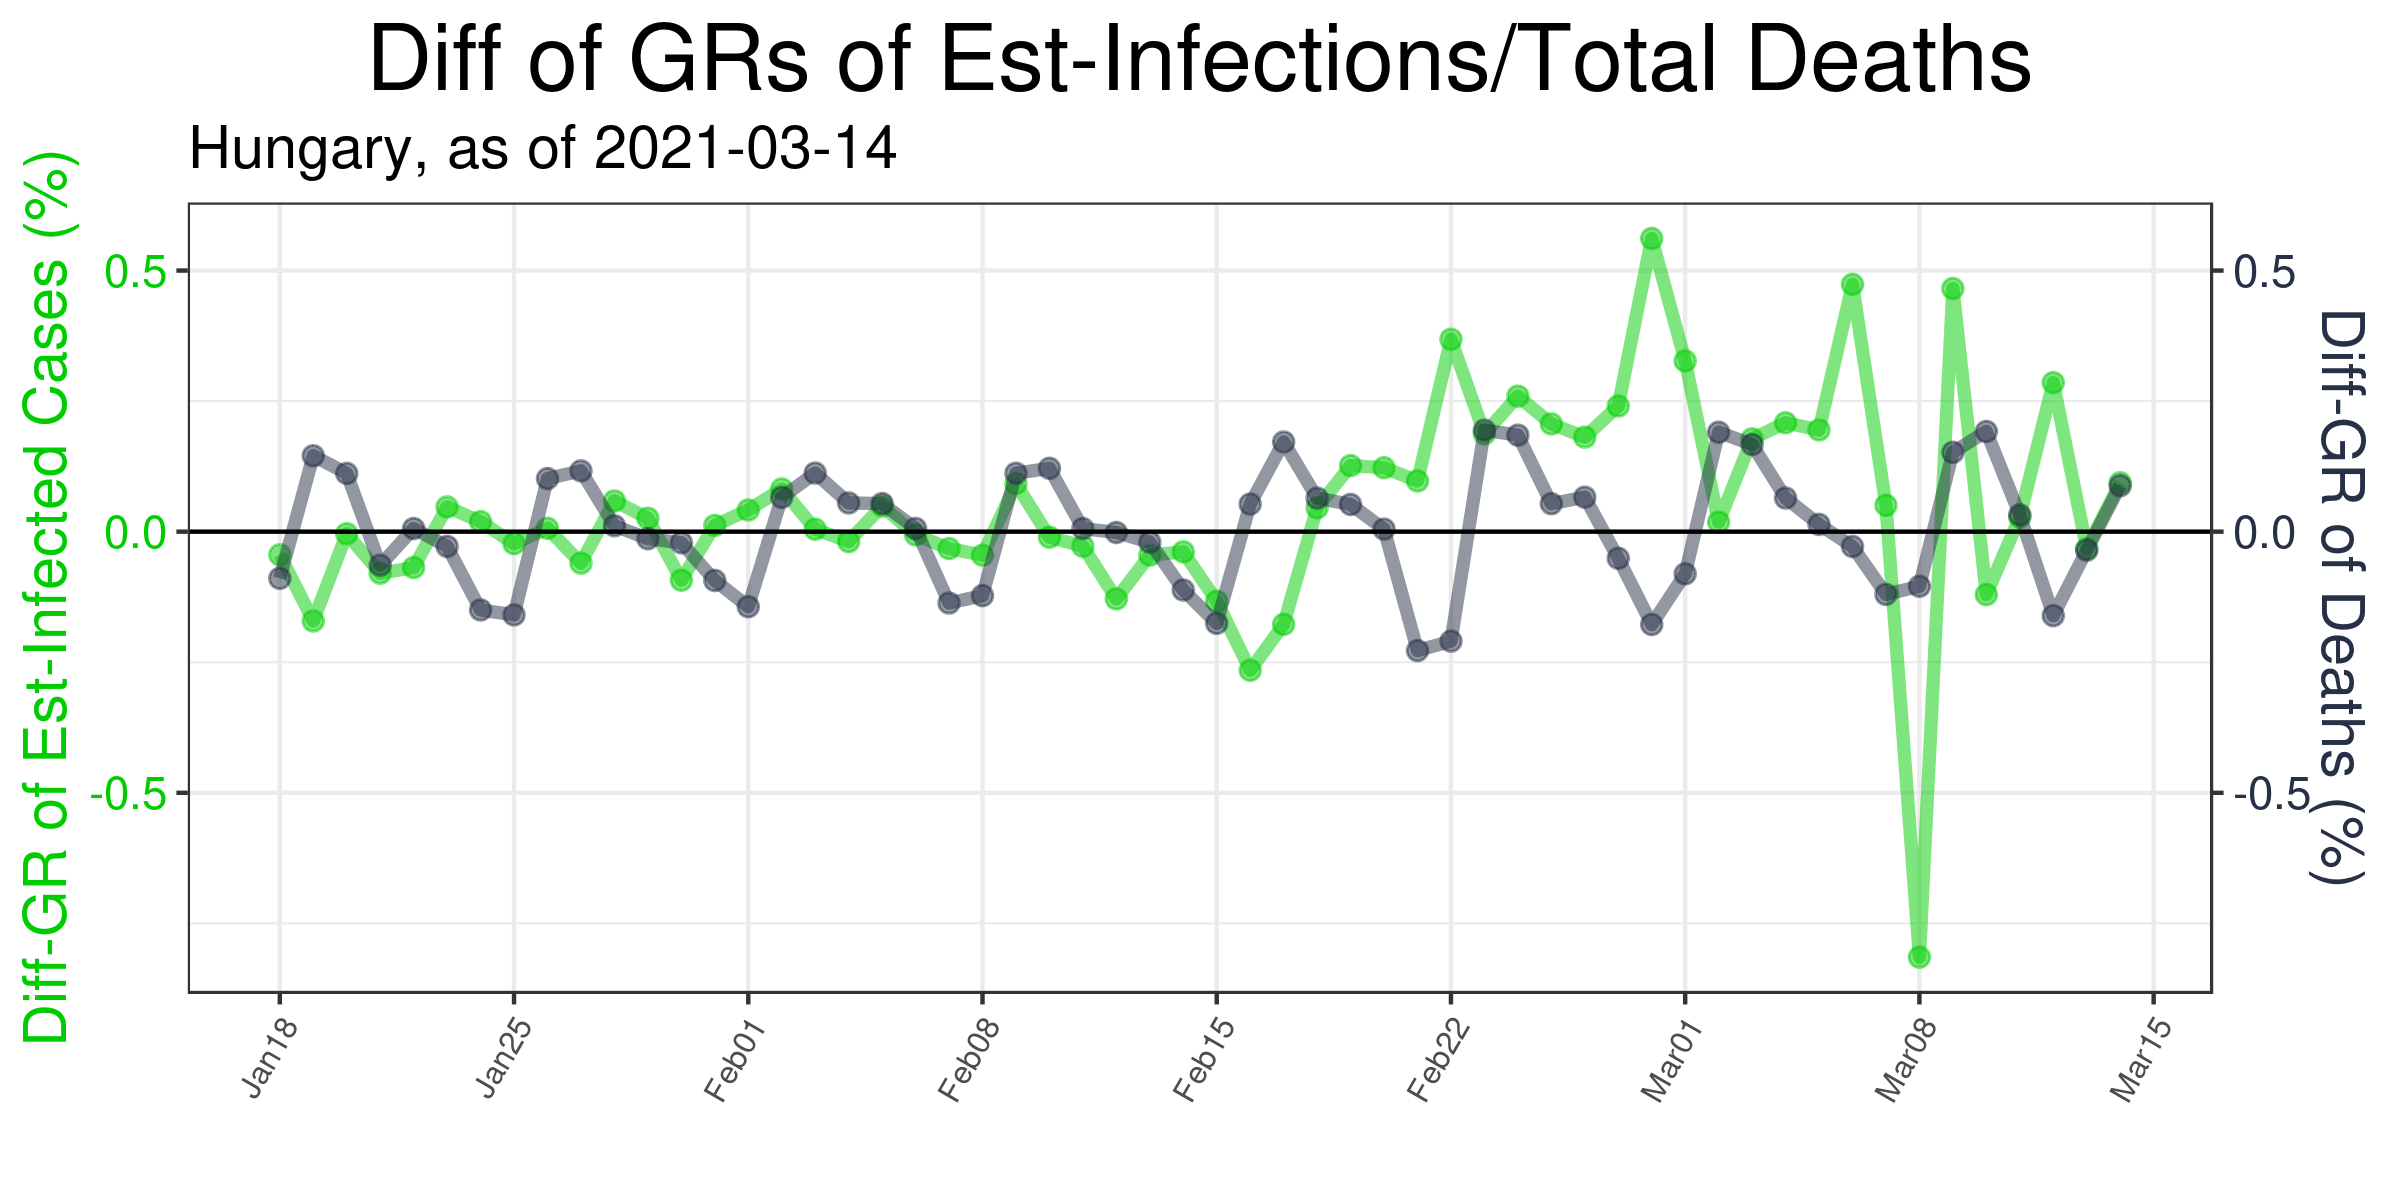 Diff of GRs of Est-Infections/Total Deaths
Hungary, as of 2021-03-14
Diff-GR of Est-Infected Cases (%)
0.5
0.0
-0.5
0.5
0.0
-0.5
Diff-GR of Deaths (%)
Jan18
Jan25
Feb01
Feb08
Feb15
Feb22
Mar01
Mar08
Mar15